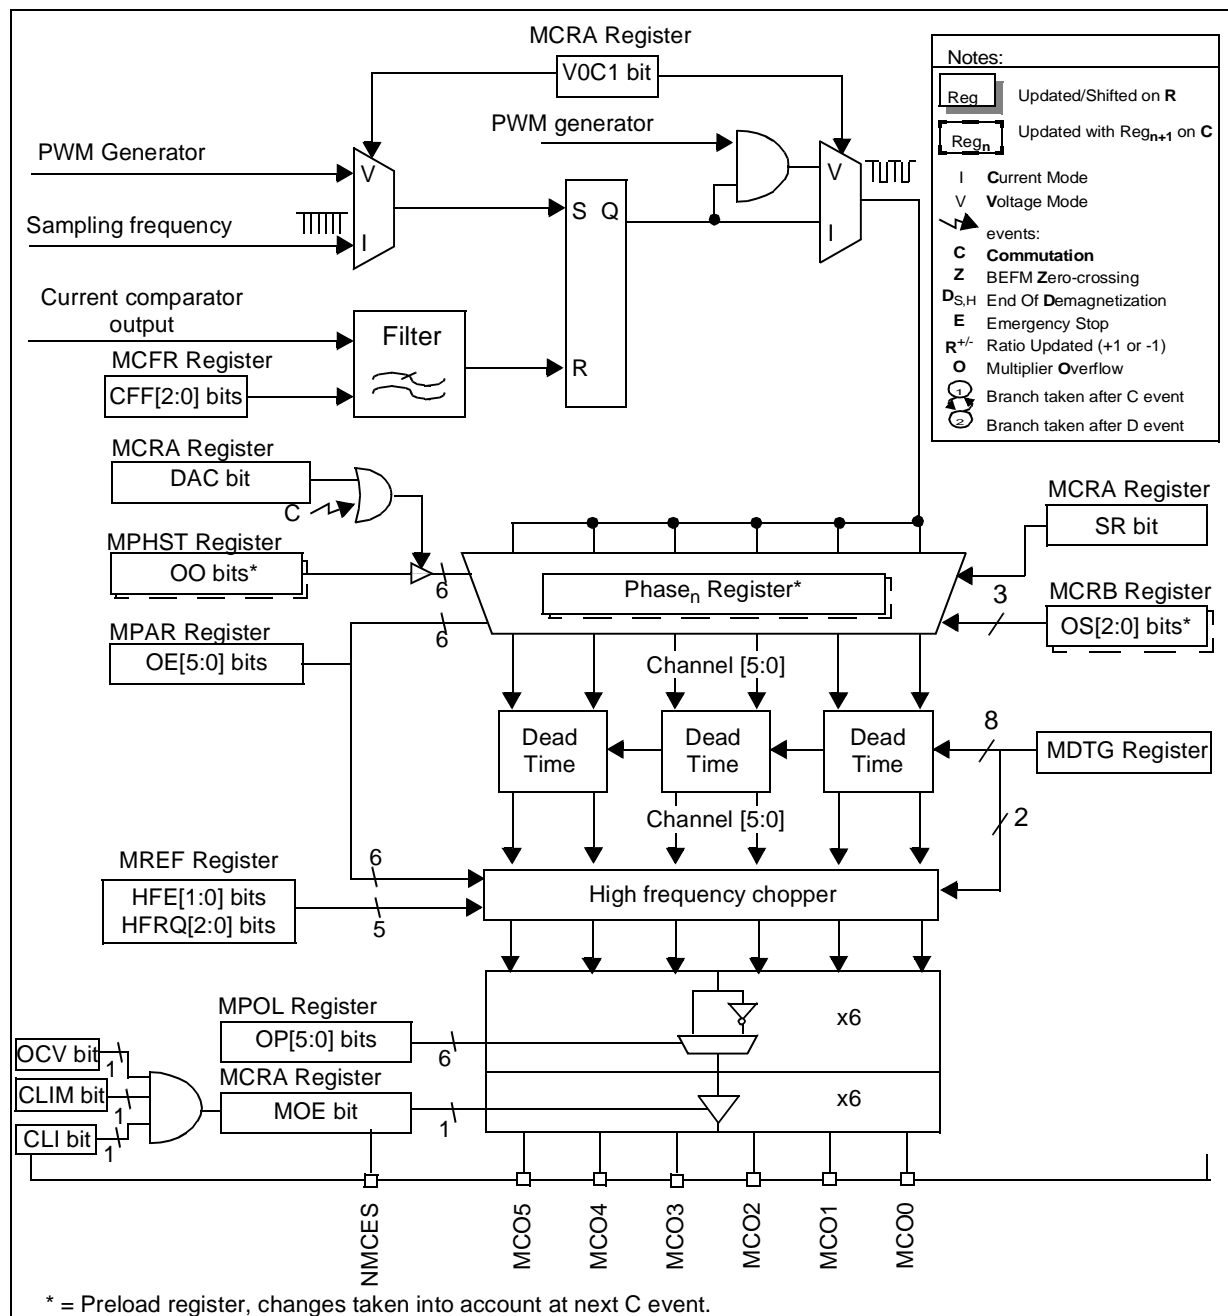 MCRA Register
V0C1 bit
PWM generator
PWM Generator
V
V
Sampling frequency
I
S Q
I
Current comparator
output
Filter
R
MCFR Register
CFF[2:0] bits
Notes:
Reg
Updated/Shifted on R
Regn
Updated with Regn+1 on C
I Current Mode
V Voltage Mode
events:
C Commutation
Z BEFM Zero-crossing
DS,H End Of Demagnetization
E Emergency Stop
R+/- Ratio Updated (+1 or -1)
O Multiplier Overflow
1 Branch taken after C event
2 Branch taken after D event
MCRA Register
DAC bit
C
MCRA Register
SR bit
MPHST Register
OO bits*
6
Phasen Register*
3
MCRB Register
OS[2:0] bits*
MPAR Register
OE[5:0] bits
6
Channel [5:0]
Dead
Time
Dead
Time
Dead
Time
8
MDTG Register
Channel [5:0]
2
MREF Register
HFE[1:0] bits
HFRQ[2:0] bits
6
5
High frequency chopper
MPOL Register
OP[5:0] bits
6
x6
OCV bit
1
CLIM bit
1
CLI bit
1
MCRA Register
MOE bit
1
x6
NMCES
MCO5
MCO4
MCO3
MCO2
MCO1
MCO0
* = Preload register, changes taken into account at next C event.